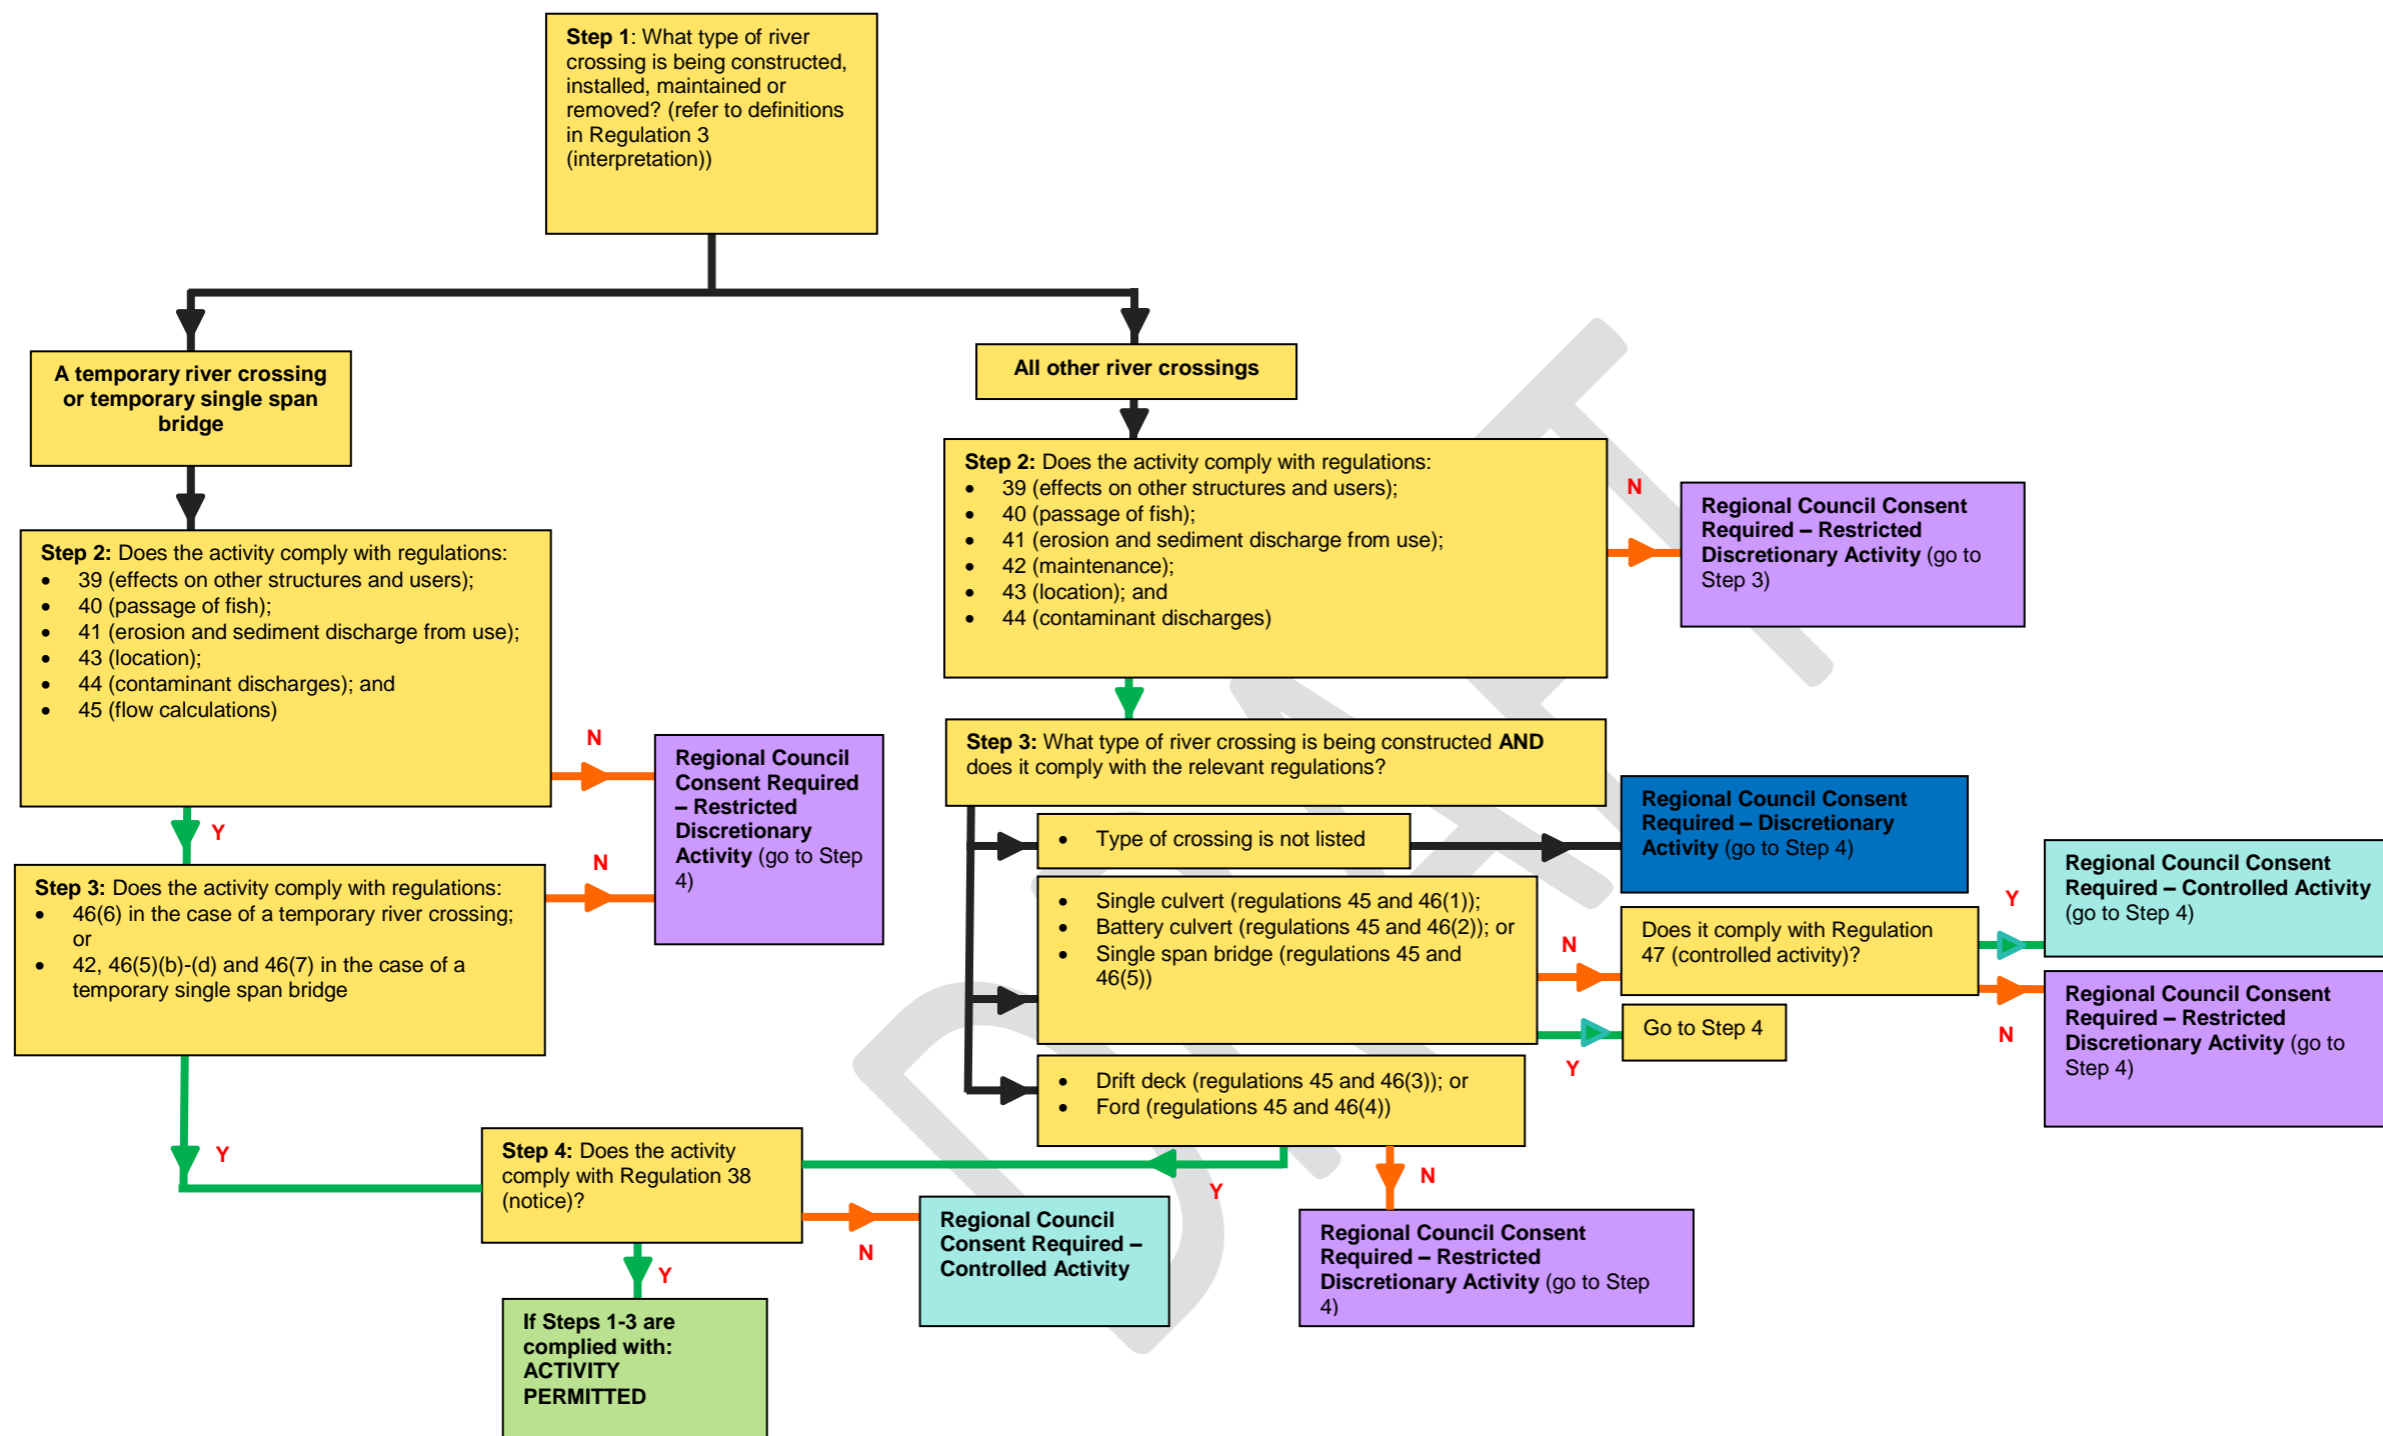 Step 1: What type of river
crossing is being constructed,
installed, maintained or
removed? (refer to definitions
in Regulation 3
(interpretation))
A temporary river crossing
or temporary single span
bridge
All other river crossings
Step 2: Does the activity comply with regulations:
• 39 (effects on other structures and users);
• 40 (passage of fish);
• 41 (erosion and sediment discharge from use);
• 43 (location);
• 44 (contaminant discharges); and
• 45 (flow calculations)
N
Y
Regional Council
Consent Required
– Restricted
Discretionary
Activity (go to Step
4)
N
Step 3: Does the activity comply with regulations:
• 46(6) in the case of a temporary river crossing;
or
• 42, 46(5)(b)-(d) and 46(7) in the case of a
temporary single span bridge
Y
Step 2: Does the activity comply with regulations:
• 39 (effects on other structures and users);
• 40 (passage of fish);
• 41 (erosion and sediment discharge from use);
• 42 (maintenance);
• 43 (location); and
• 44 (contaminant discharges)
N
Regional Council Consent
Required – Restricted
Discretionary Activity (go to
Step 3)
Step 3: What type of river crossing is being constructed AND
does it comply with the relevant regulations?
• Type of crossing is not listed
Regional Council Consent
Required – Discretionary
Activity (go to Step 4)
• Single culvert (regulations 45 and 46(1));
• Battery culvert (regulations 45 and 46(2)); or
• Single span bridge (regulations 45 and
46(5))
N
Does it comply with Regulation
47 (controlled activity)?
Y
Regional Council Consent
Required – Controlled Activity
(go to Step 4)
N
Regional Council Consent
Required – Restricted
Discretionary Activity (go to
Step 4)
Y
Go to Step 4
• Drift deck (regulations 45 and 46(3)); or
• Ford (regulations 45 and 46(4))
Y
N
Regional Council Consent
Required – Restricted
Discretionary Activity (go to Step
4)
Step 4: Does the activity
comply with Regulation 38
(notice)?
N
Regional Council
Consent Required –
Controlled Activity
Y
If Steps 1-3 are
complied with:
ACTIVITY
PERMITTED
DRAFT